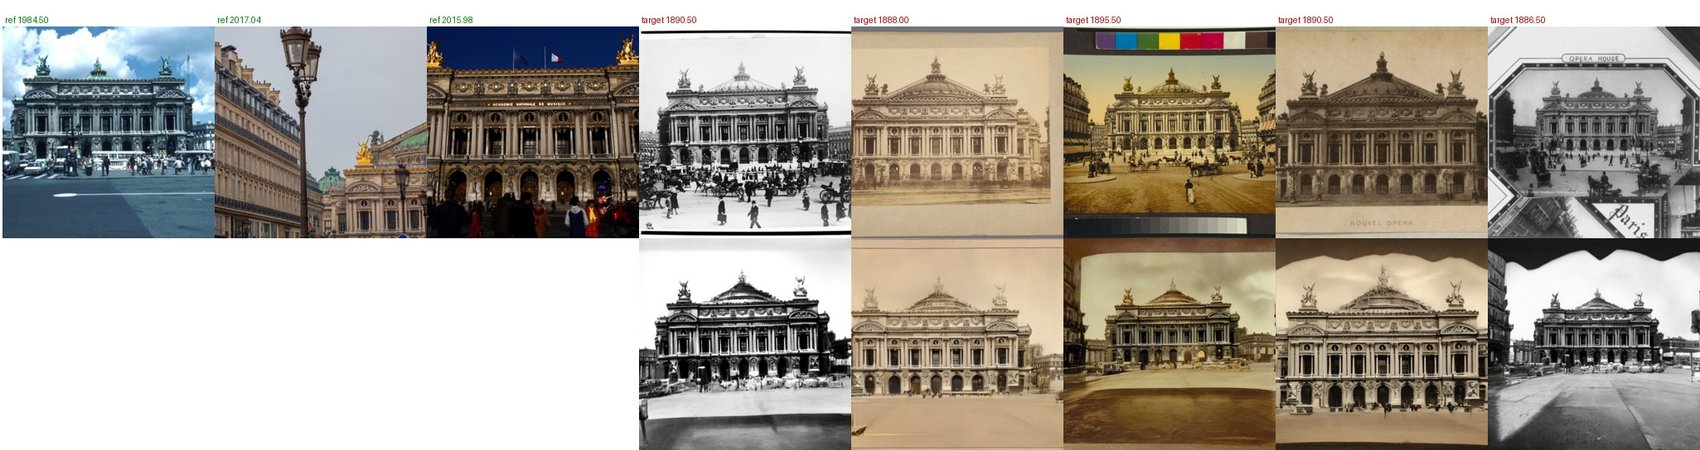 ref 1984.50
ref 2017.04
ref 2015.98
target 1890.50
target 1888.00
target 1895.50
target 1890.50
target 1886.50
ACADEMIE NATIONALE DE MUSIQUE
NOUVEL OPÉRA
OPERA HOUSE
Paris